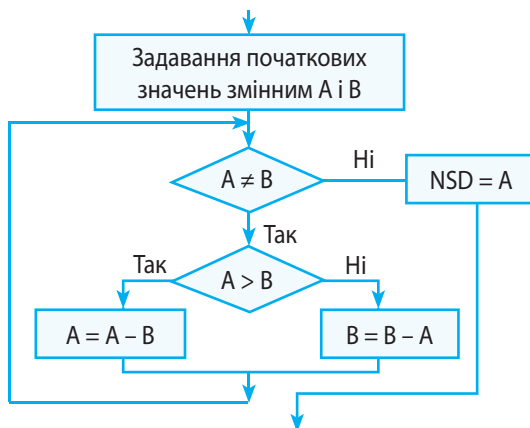 Задавання початкових
значень змінним A і B
A ≠ B
Ні
NSD = A
Так
Так
A > B
Ні
A = A – B
B = B – A